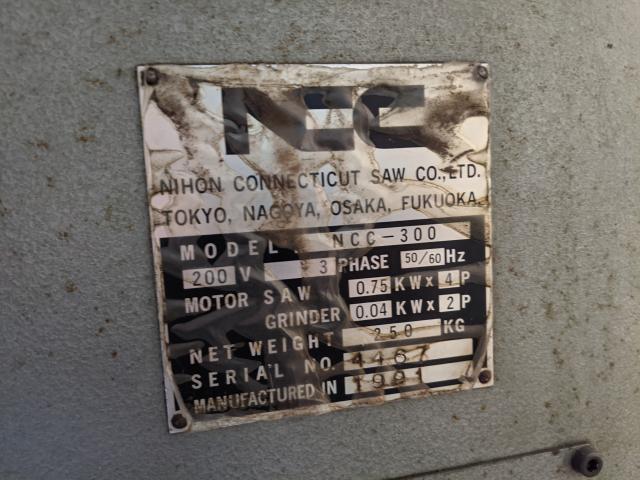 NCC
NIHON CONNECTICUT SAW CO.,LTD.
TOKYO, NAGOYA, OSAKA, FUKUOKA
MODEL NCC-300
200 V 3 PHASE 50/60 Hz
MOTOR SAW 0.75 KW x 4 P
GRINDER 0.04 KW x 2 P
NET WEIGHT 250 KG
SERIAL NO. 4467
MANUFACTURED IN 1991